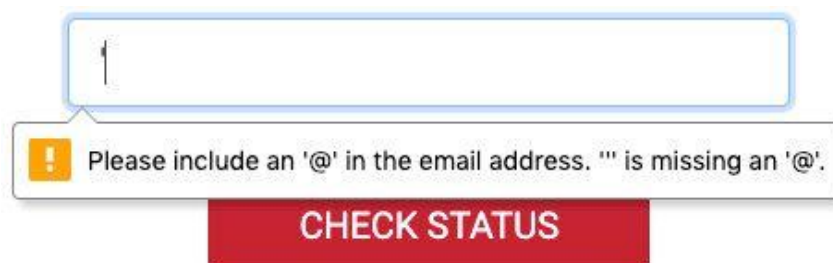 '
Please include an '@' in the email address. ''' is missing an '@'.
CHECK STATUS